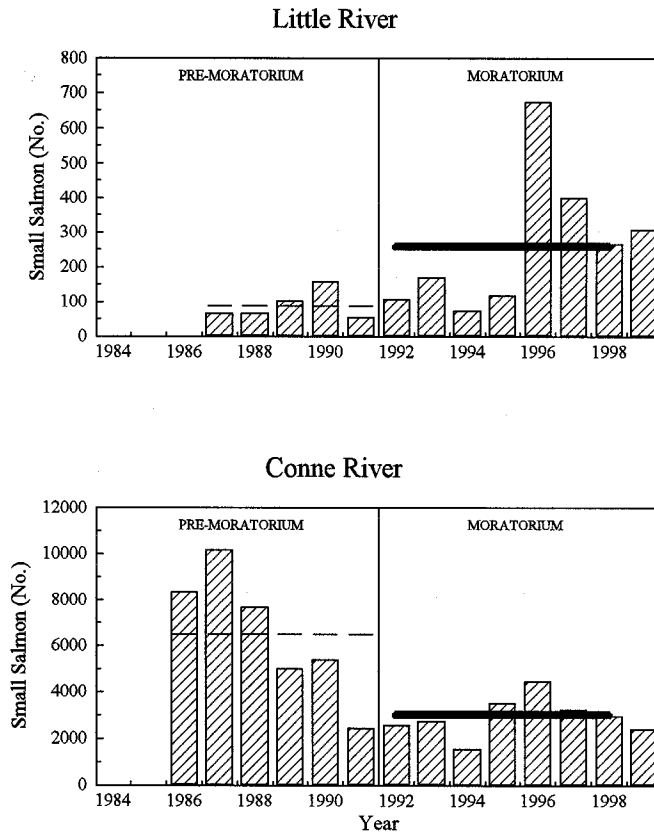 Little River
Small Salmon (No.)
800
700
600
500
400
300
200
100
0
PRE-MORATORIUM MORATORIUM
1984 1986 1988 1990 1992 1994 1996 1998
Conne River
Small Salmon (No.)
12000
10000
8000
6000
4000
2000
0
PRE-MORATORIUM MORATORIUM
1984 1986 1988 1990 1992 1994 1996 1998
Year